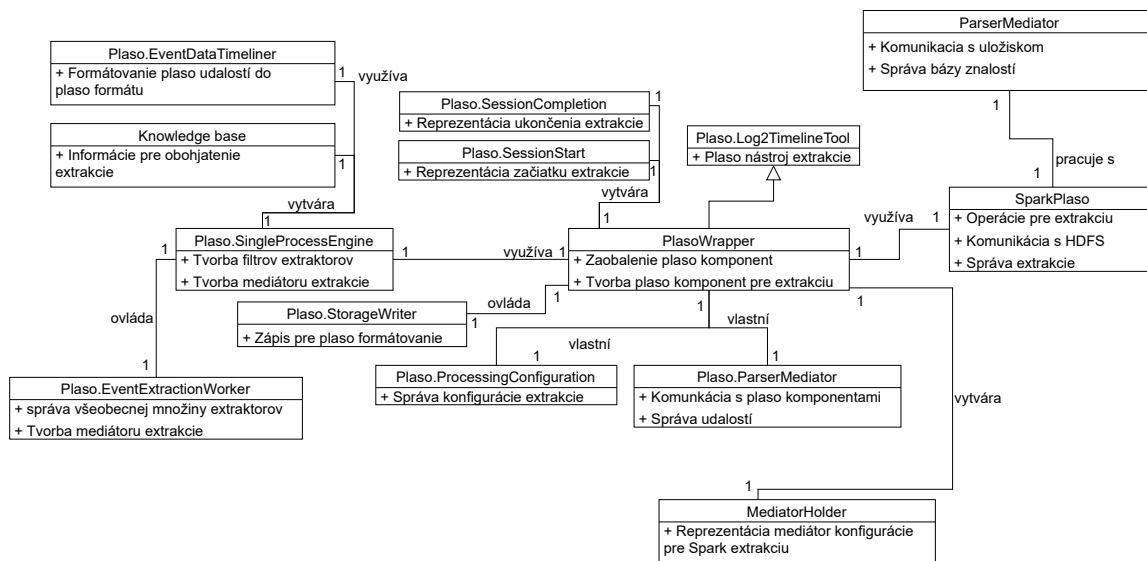 ParserMediator
+ Komunikacia s uložiskom
+ Správa bázy znalostí
1
pracuje s
1
Plaso.EventDataTimeliner
+ Formátovanie plaso udalostí do
plaso formátu
1
využíva
Knowledge base
+ Informácie pre obohjatenie
extrakcie
1
vytvára
1
Plaso.SessionCompletion
+ Reprezentácia ukončenia extrakcie
1
Plaso.SessionStart
+ Reprezentácia začiatku extrakcie
1
vytvára
1
Plaso.Log2TimelineTool
+ Plaso nástroj extrakcie
SparkPlaso
+ Operácie pre extrakciu
+ Komunikácia s HDFS
+ Správa extrakcie
1
využíva
1
Plaso.SingleProcessEngine
+ Tvorba filtrov extraktorov
+ Tvorba mediátoru extrakcie
1
1
využíva
1
PlasoWrapper
+ Zaobalenie plaso komponent
+ Tvorba plaso komponent pre extrakciu
ovláda
1
Plaso.StorageWriter
+ Zápis pre plaso formátovanie
1
ovláda
1
vlastní
1
vlastní
1
1
vytvára
1
Plaso.EventExtractionWorker
+ správa všeobecnej množiny extraktorov
+ Tvorba mediátoru extrakcie
Plaso.ProcessingConfiguration
+ Správa konfigurácie extrakcie
Plaso.ParserMediator
+ Komunkácia s plaso komponentami
+ Správa udalostí
MediatorHolder
+ Reprezentácia mediátor konfigurácie
pre Spark extrakciu